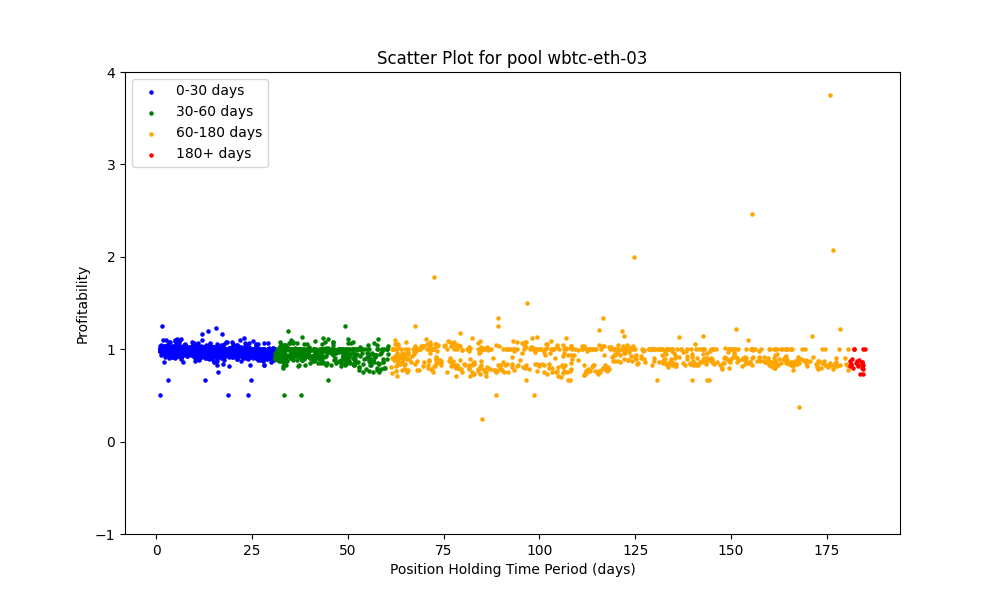 Scatter Plot for pool wbtc-eth-03
0-30 days
30-60 days
60-180 days
180+ days
Profitability
4
3
2
1
0
−1
0 25 50 75 100 125 150 175
Position Holding Time Period (days)